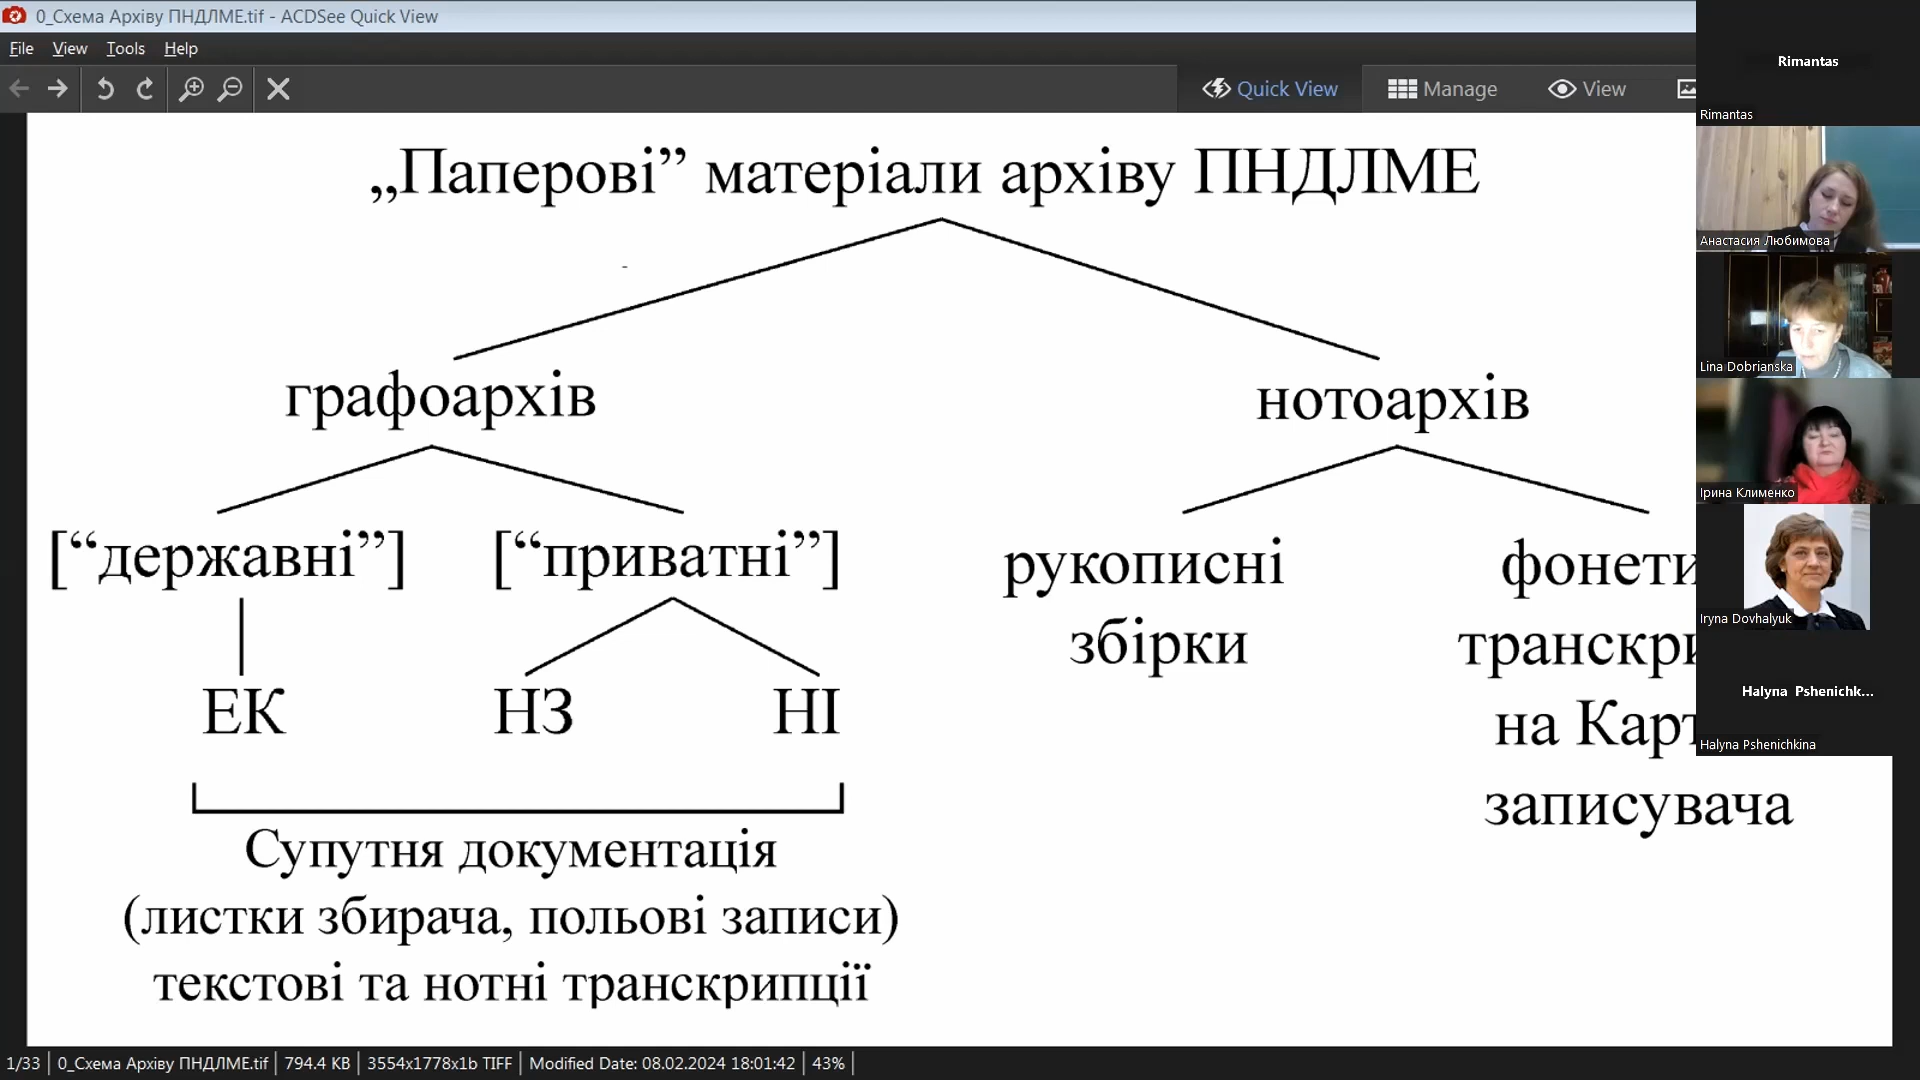 0_Схема Архіву ПНДЛМЕ.tif - ACDSee Quick View
File View Tools Help
Quick View Manage View
„Паперові” матеріали архіву ПНДЛМЕ
графоархів нотоархів
[“державні”] [“приватні”]
рукописні
збірки
фонети
транскри
на Карт
записувача
ЕК НЗ НІ
Супутня документація
(листки збирача, польові записи)
текстові та нотні транскрипції
Rimantas
Rimantas
Анастасия Любимова
Lina Dobrianska
Ірина Клименко
Iryna Dovhalyuk
Halyna Pshenichk...
Halyna Pshenichkina
1/33 0_Схема Архіву ПНДЛМЕ.tif 794.4 KB 3554x1778x1b TIFF Modified Date: 08.02.2024 18:01:42 43%